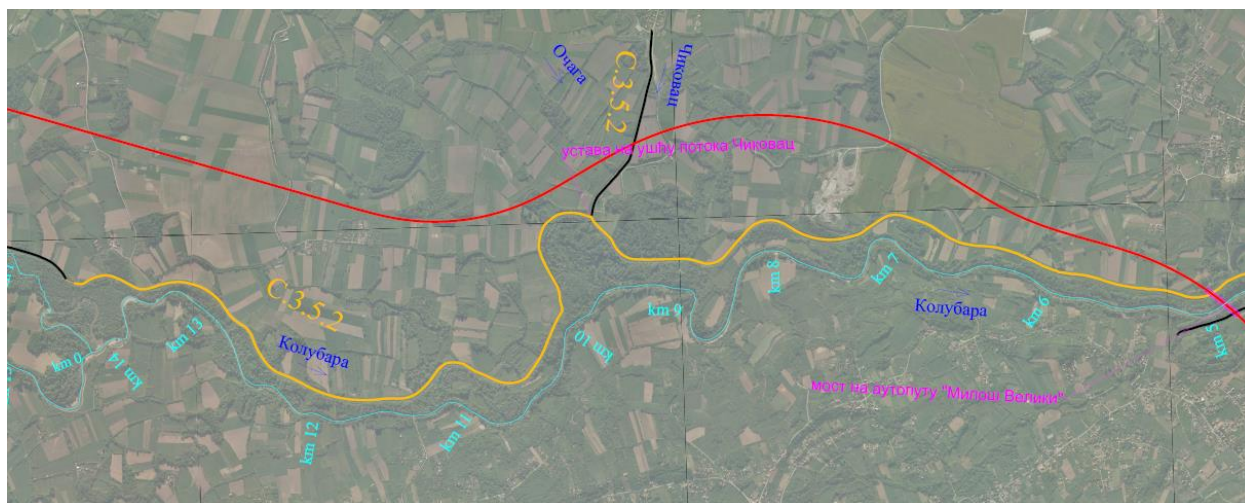 Очага
С.3.5.2
Чиковац
устава на ушћу потока Чиковац
С.3.5.2
Колубара
km 0
km 14
km 13
km 12
km 11
km 10
km 9
km 8
km 7
Колубара
km 6
km 5
мост на аутопуту "Милош Велики"